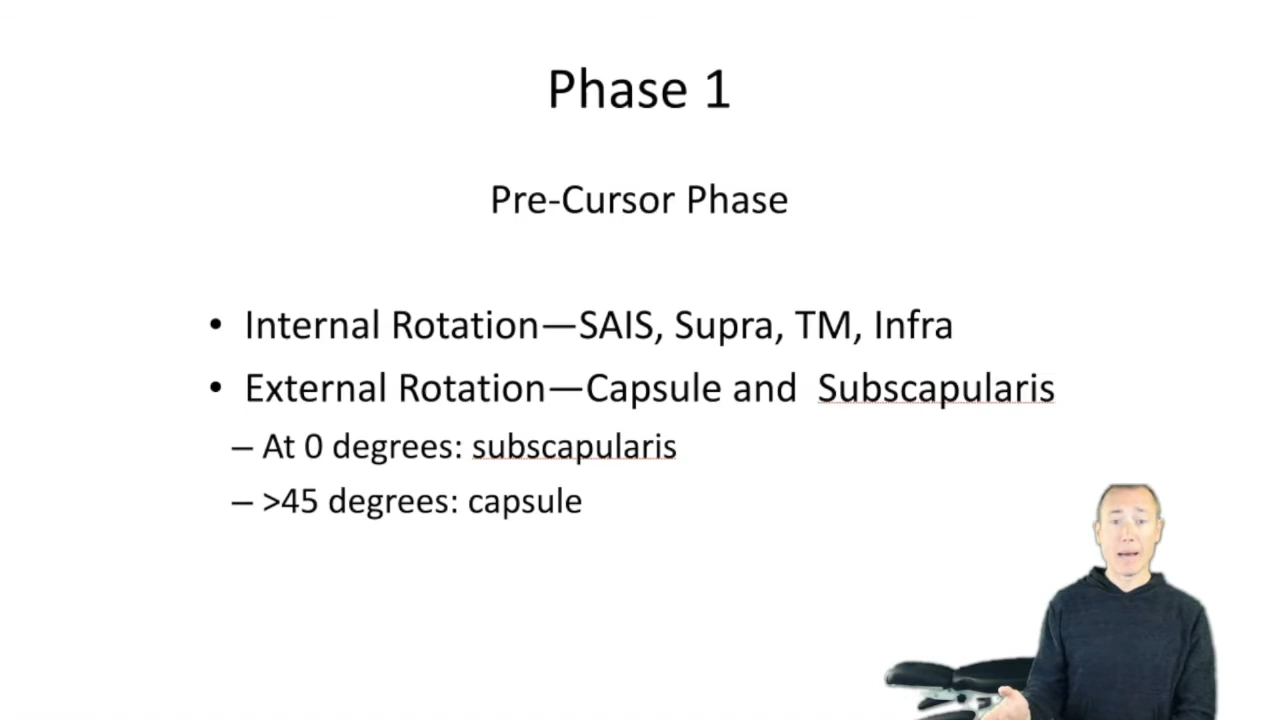 Phase 1
Pre-Cursor Phase
• Internal Rotation—SAIS, Supra, TM, Infra
• External Rotation—Capsule and  Subscapularis
– At 0 degrees: subscapularis
– >45 degrees: capsule